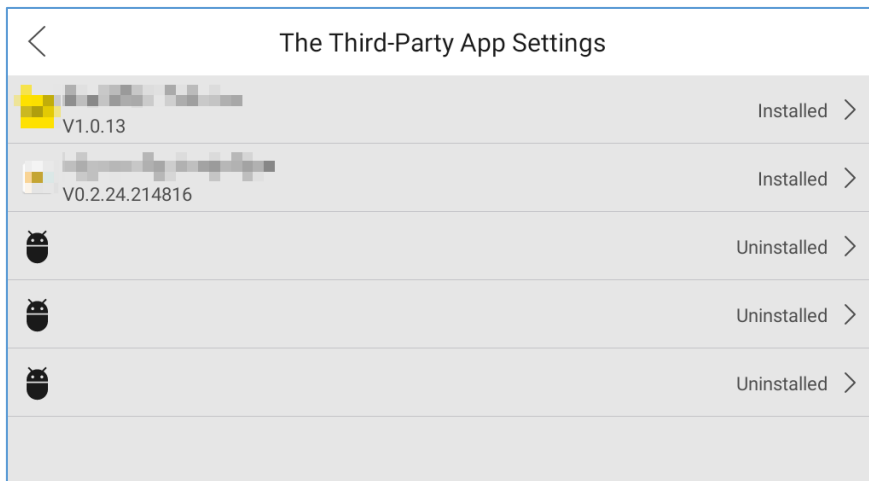 The Third-Party App Settings
V1.0.13
Installed
V0.2.24.214816
Installed
Uninstalled
Uninstalled
Uninstalled